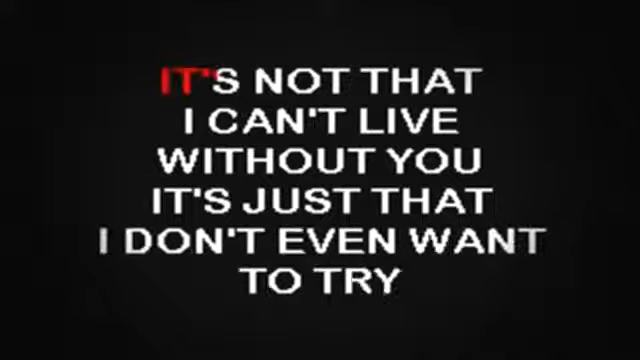 IT'S NOT THAT
I CAN'T LIVE
WITHOUT YOU
IT'S JUST THAT
I DON'T EVEN WANT
TO TRY